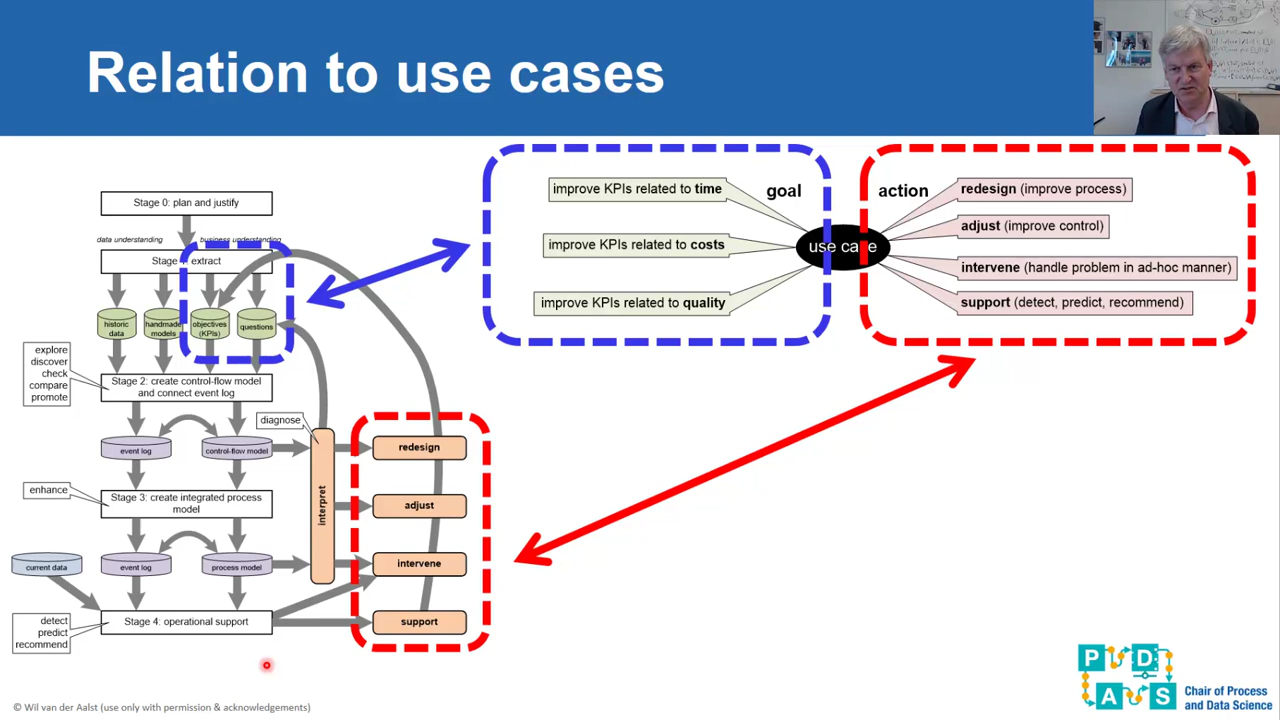 Relation to use cases
Stage 0: plan and justify
data understanding
business understanding
extract
historic
data
handmade
models
objectives
(KPIs)
questions
explore
discover
check
compare
promote
Stage 2: create control-flow model
and connect event log
diagnose
event log
control-flow model
enhance
Stage 3: create integrated process
model
interpret
current data
event log
process model
detect
predict
recommend
Stage 4: operational support
redesign
adjust
intervene
support
improve KPIs related to time
improve KPIs related to costs
improve KPIs related to quality
goal
use case
action
redesign (improve process)
adjust (improve control)
intervene (handle problem in ad-hoc manner)
support (detect, predict, recommend)
© Wil van der Aalst (use only with permission & acknowledgements)
P D
A S
Chair of Process
and Data Science